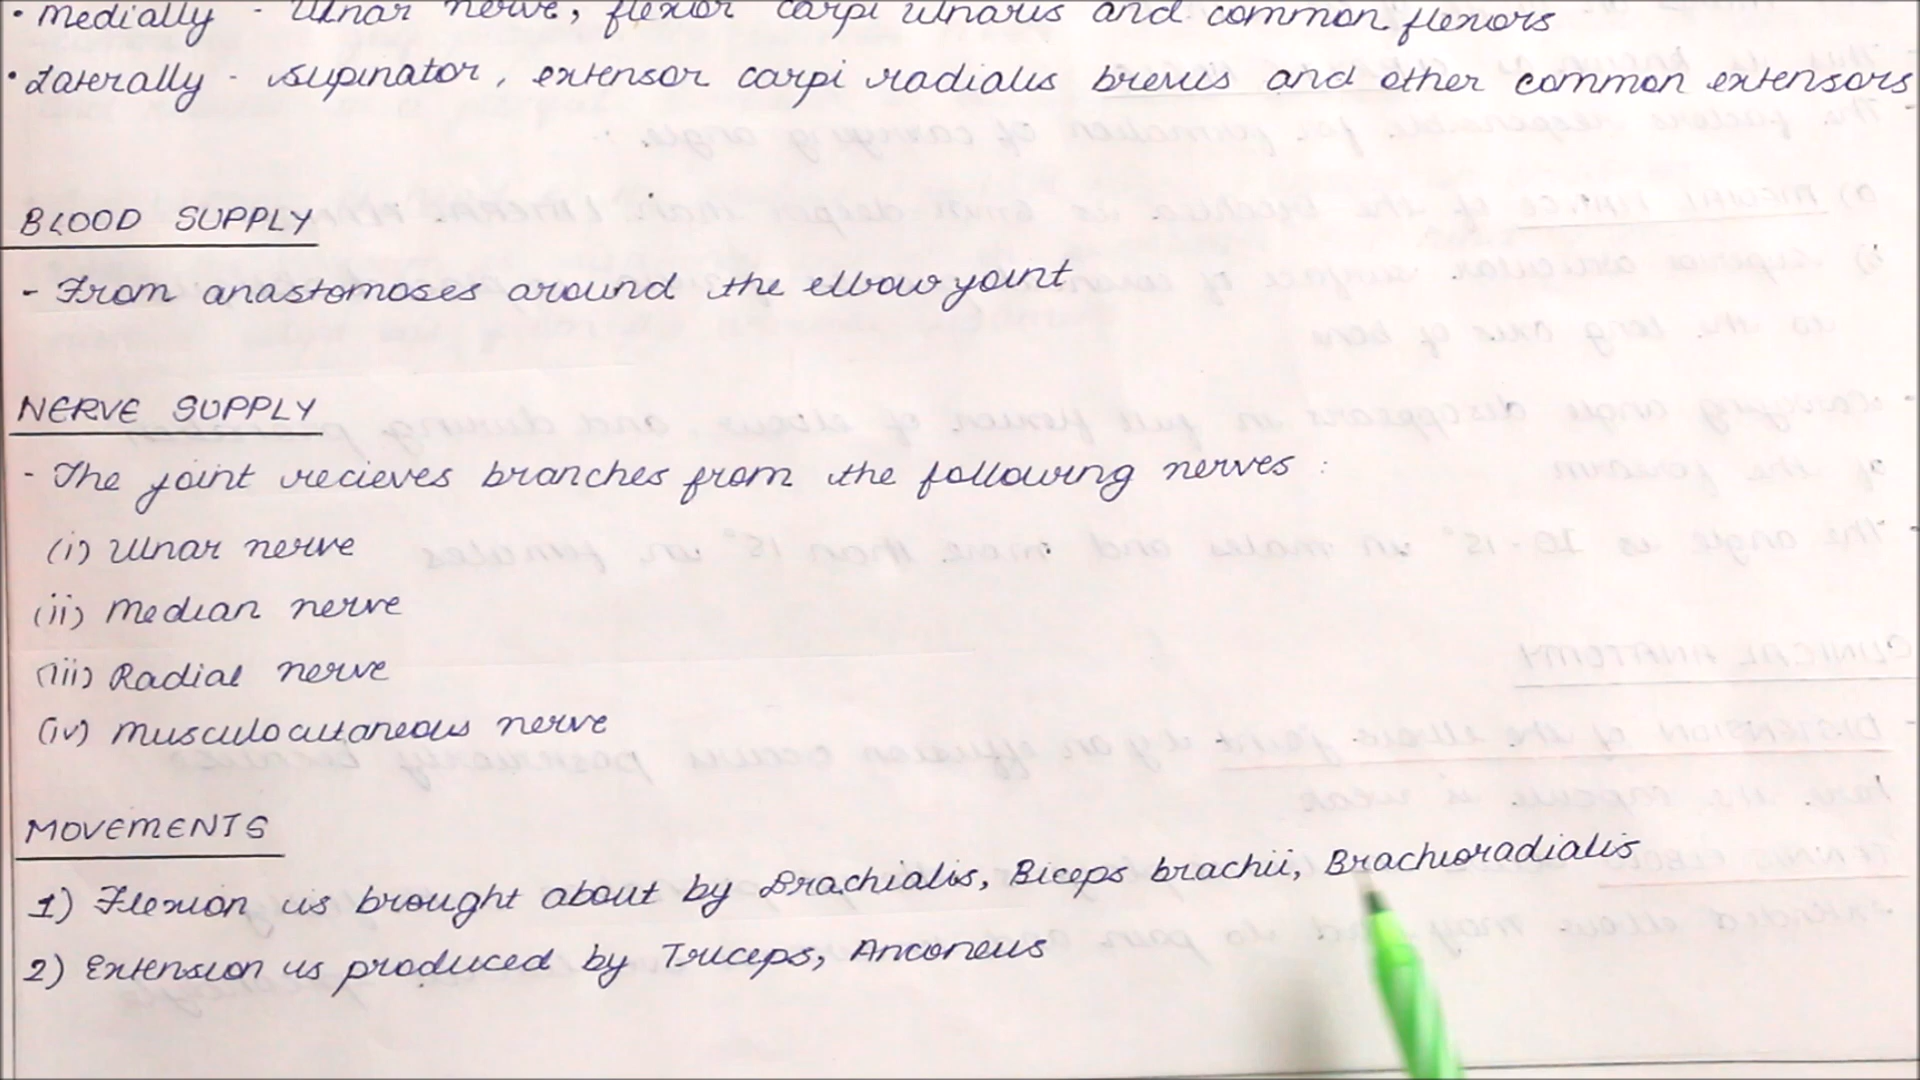 • Medially - Ulnar nerve, flexor carpi ulnaris and common flexors
• Laterally - Supinator, extensor carpi radialis brevis and other common extensors
BLOOD SUPPLY
- From anastomoses around the elbow joint
NERVE SUPPLY
- The joint recieves branches from the following nerves :
(i) Ulnar nerve
(ii) Median nerve
(iii) Radial nerve
(iv) Musculocutaneous nerve
MOVEMENTS
1) Flexion is brought about by Brachialis, Biceps brachii, Brachioradialis
2) Extension is produced by Triceps, Anconeus